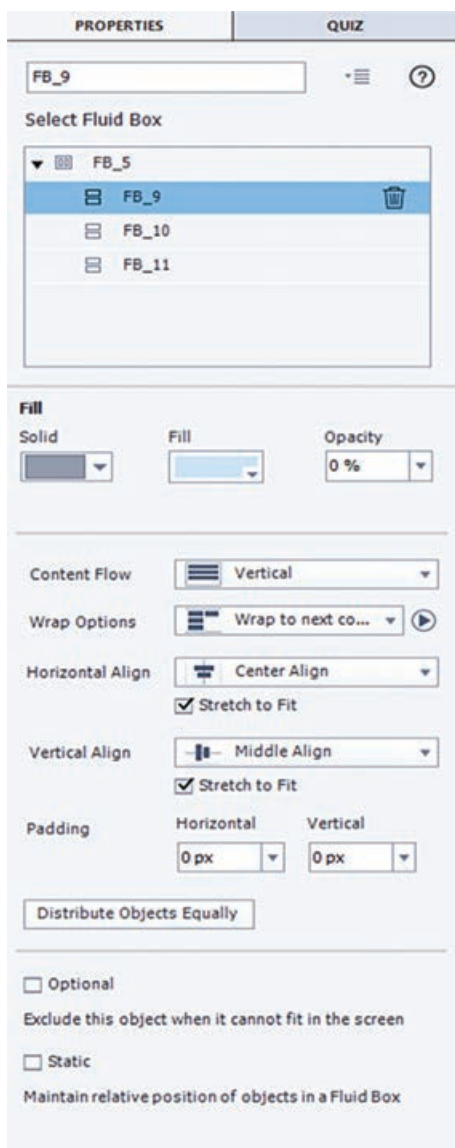 PROPERTIES QUIZ
FB_9
Select Fluid Box
FB_5
FB_9
FB_10
FB_11
Fill
Solid Fill Opacity
0 %
Content Flow Vertical
Wrap Options Wrap to next co...
Horizontal Align Center Align
Stretch to Fit
Vertical Align Middle Align
Stretch to Fit
Padding Horizontal Vertical
0 px 0 px
Distribute Objects Equally
Optional
Exclude this object when it cannot fit in the screen
Static
Maintain relative position of objects in a Fluid Box